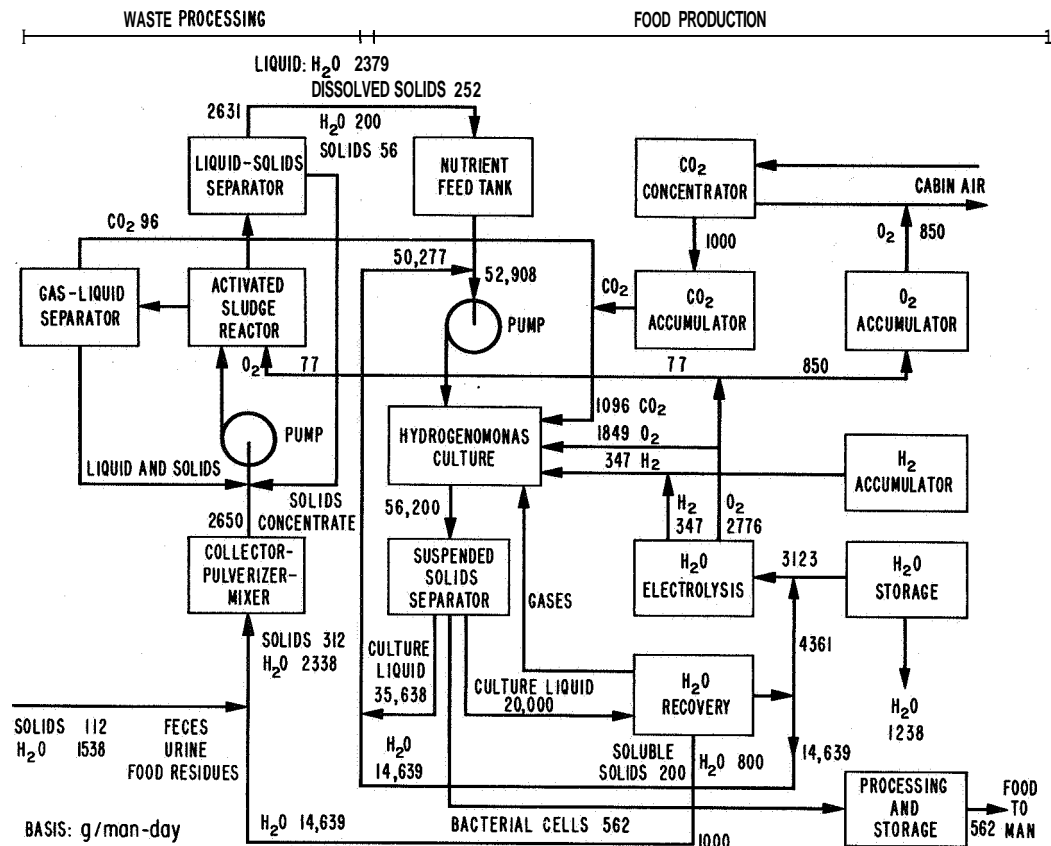 WASTE PROCESSING
FOOD PRODUCTION
LIQUID: H₂O 2379
DISSOLVED SOLIDS 252
2631
H₂O 200
SOLIDS 56
LIQUID-SOLIDS
SEPARATOR
NUTRIENT
FEED TANK
CO₂
CONCENTRATOR
CABIN AIR
CO₂ 96
1000
O₂ 850
50,277
52,908
GAS-LIQUID
SEPARATOR
ACTIVATED
SLUDGE
REACTOR
PUMP
CO₂
CO₂
ACCUMULATOR
O₂
ACCUMULATOR
O₂ 77
77
850
PUMP
HYDROGENOMONAS
CULTURE
1096 CO₂
1849 O₂
347 H₂
H₂
ACCUMULATOR
LIQUID AND SOLIDS
SOLIDS
CONCENTRATE
2650
56,200
H₂
347
O₂
2776
COLLECTOR-
PULVERIZER-
MIXER
SUSPENDED
SOLIDS
SEPARATOR
GASES
H₂O
ELECTROLYSIS
3123
H₂O
STORAGE
SOLIDS 312
H₂O 2338
CULTURE
LIQUID
35,638
CULTURE LIQUID
20,000
H₂O
RECOVERY
4361
H₂O
1238
SOLIDS 112
H₂O 1538
FECES
URINE
FOOD RESIDUES
H₂O
14,639
SOLUBLE
SOLIDS 200
H₂O 800
14,639
PROCESSING
AND
STORAGE
FOOD
TO
MAN
562
BASIS: g/man-day
H₂O 14,639
BACTERIAL CELLS 562
1000